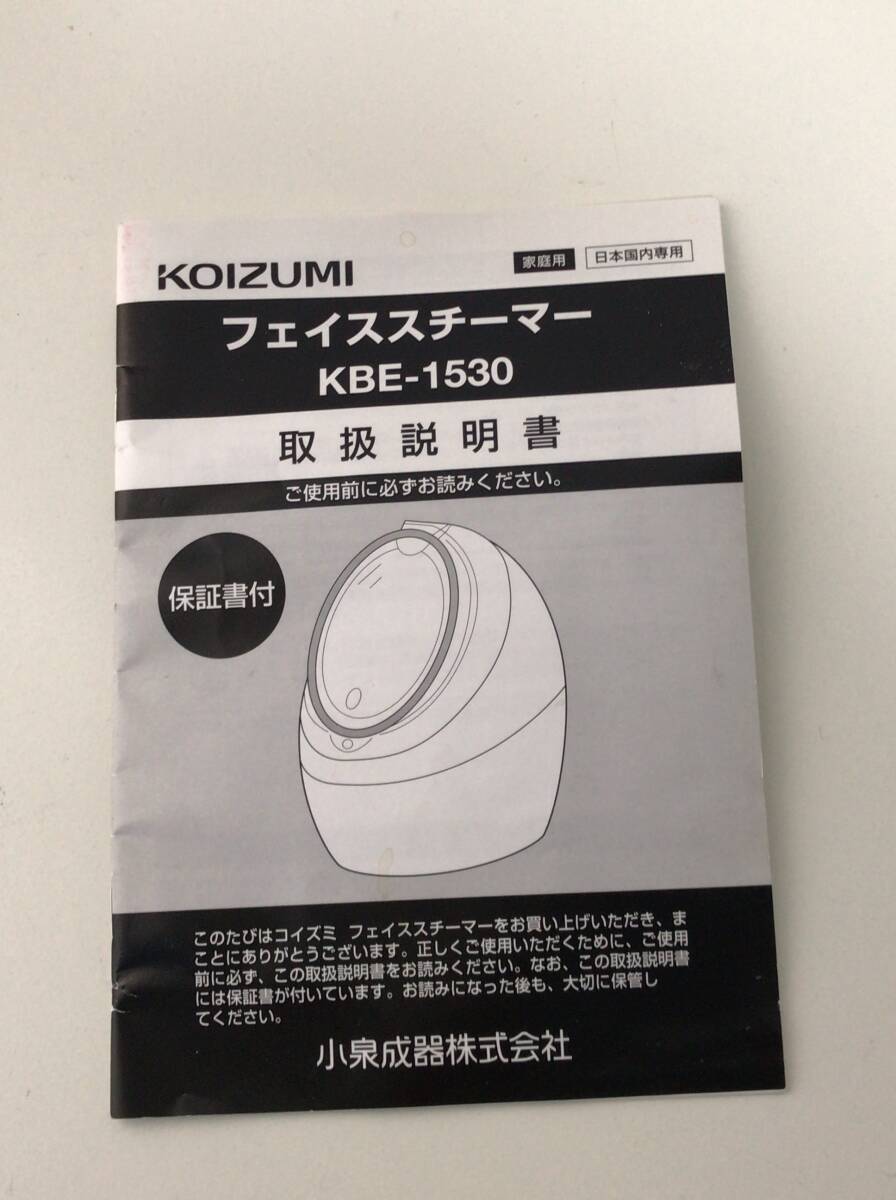 KOIZUMI
家庭用
日本国内専用
フェイススチーマー
KBE-1530
取扱説明書
ご使用前に必ずお読みください。
保証書付
このたびはコイズミ フェイススチーマーをお買い上げいただき、ま
ことにありがとうございます。正しくご使用いただくために、ご使用
前に必ず、この取扱説明書をお読みください。なお、この取扱説明書
には保証書が付いています。お読みになった後も、大切に保管し
てください。
小泉成器株式会社